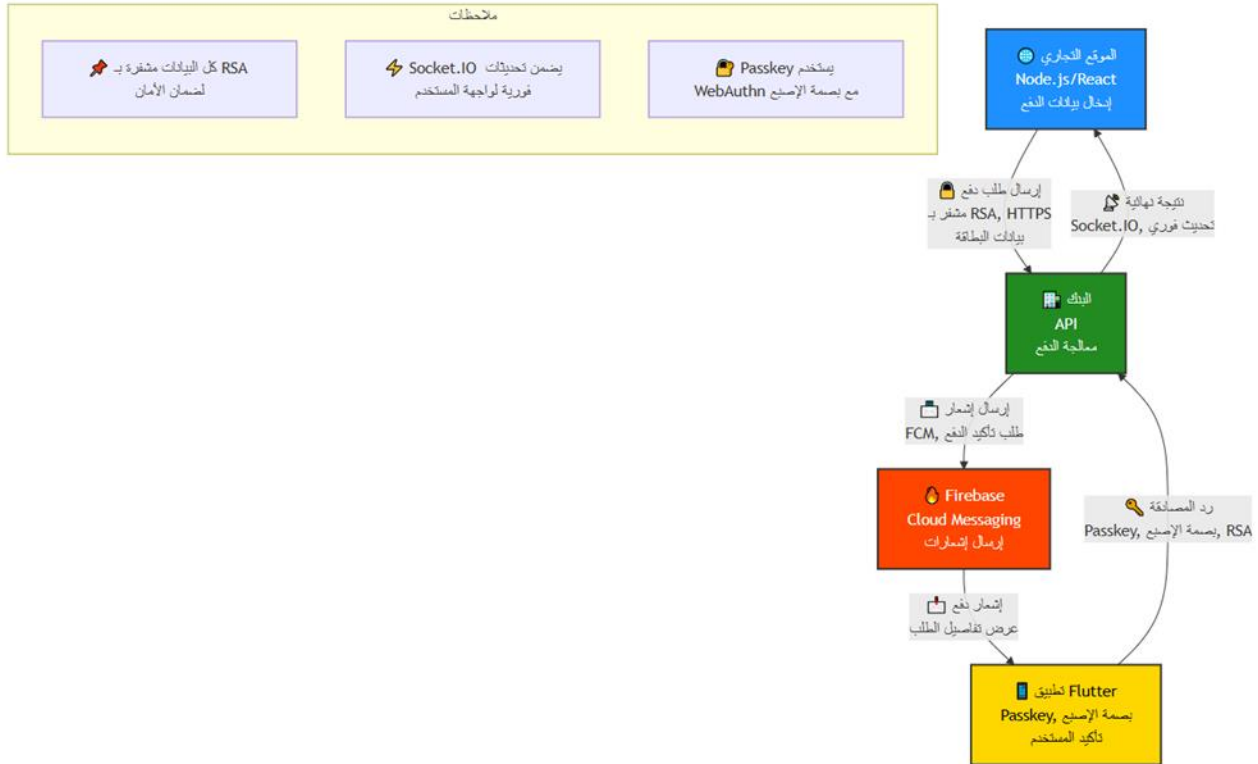 ملاحظات
📌 كل البيانات مشفرة بـ RSA
لضمان الأمان
⚡ Socket.IO يضمن تحديثات
فورية لواجهة المستخدم
🔐 Passkey يستخدم
WebAuthn مع بصمة الإصبع
🌐 الموقع التجاري
Node.js/React
إدخال بيانات الدفع
🔒 إرسال طلب دفع
مشفر بـ RSA, HTTPS
بيانات البطاقة
📡 نتيجة نهائية
Socket.IO, تحديث فوري
🏦 البنك
API
معالجة الدفع
📩 إرسال إشعار
FCM, طلب تأكيد الدفع
🔥 Firebase
Cloud Messaging
إرسال إشعارات
🔑 رد المصادقة
Passkey, بصمة الإصبع, RSA
📥 إشعار دفع
عرض تفاصيل الطلب
📱 تطبيق Flutter
Passkey, بصمة الإصبع
تأكيد المستخدم